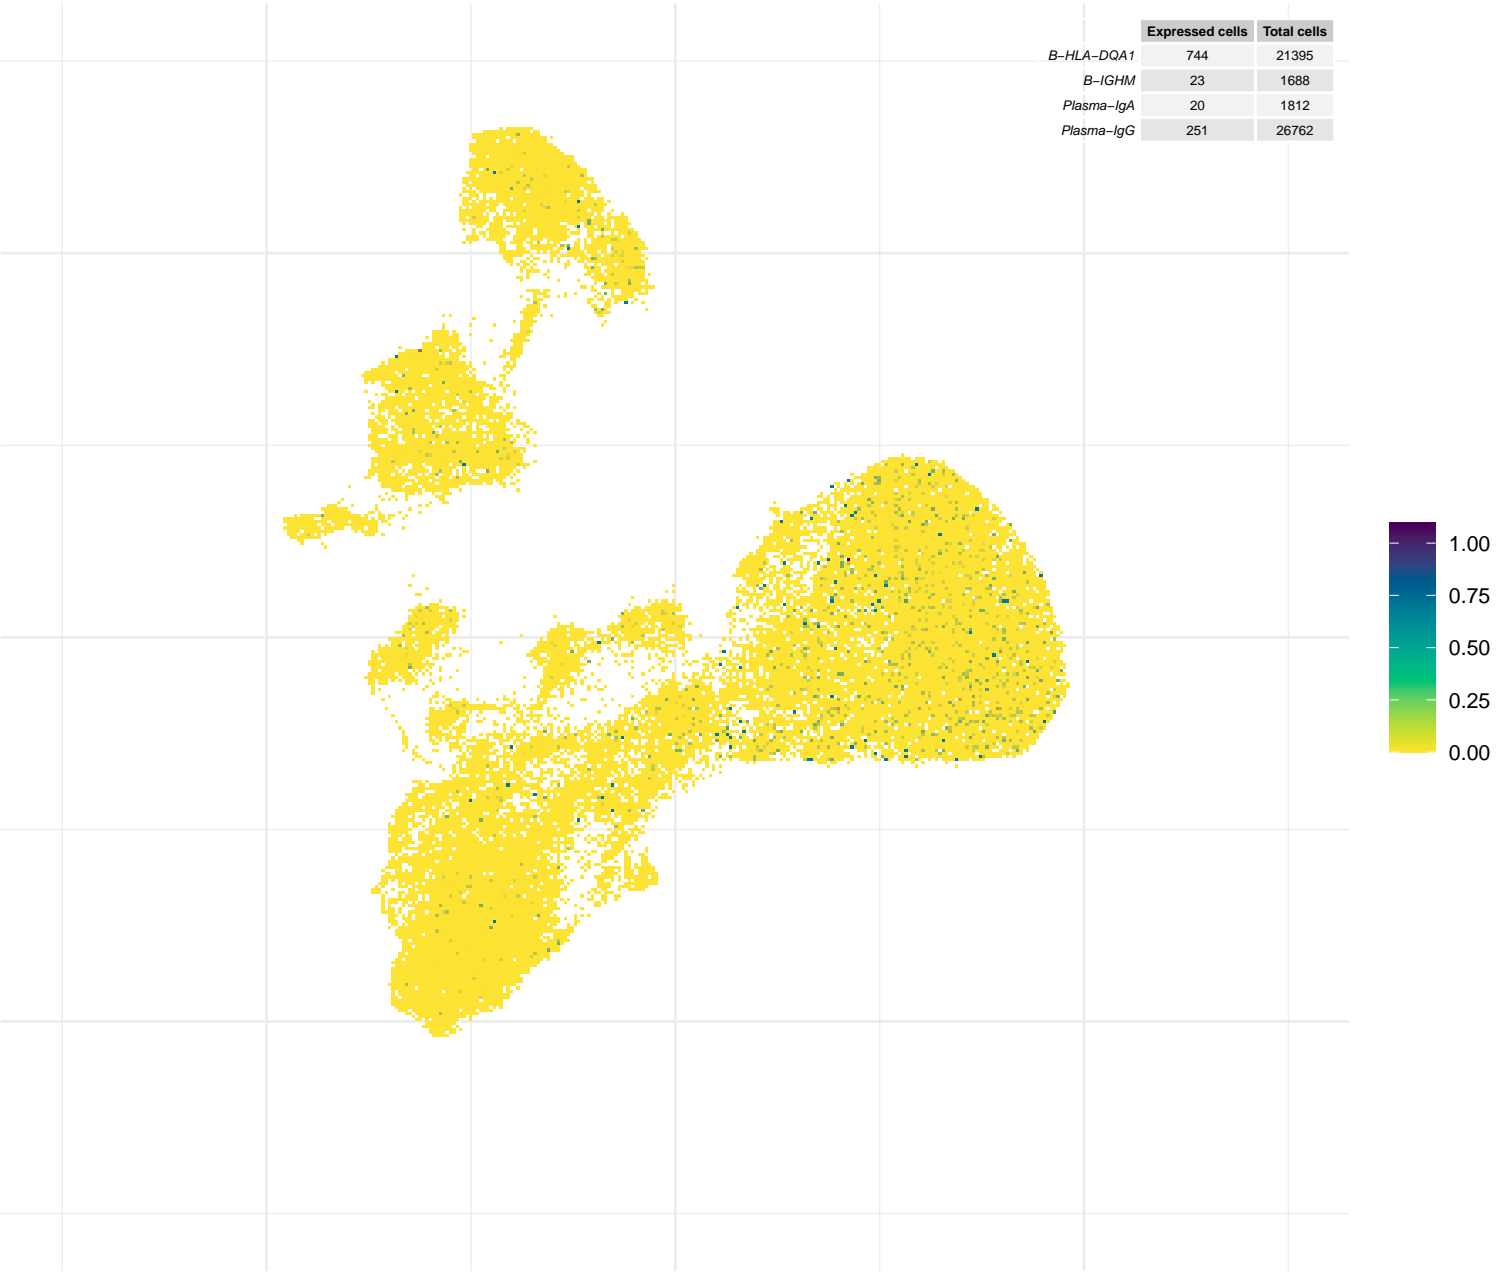 Expressed cells Total cells
B−HLA−DQA1 744 21395
B−IGHM 23 1688
Plasma−IgA 20 1812
Plasma−IgG 251 26762
1.00
0.75
0.50
0.25
0.00